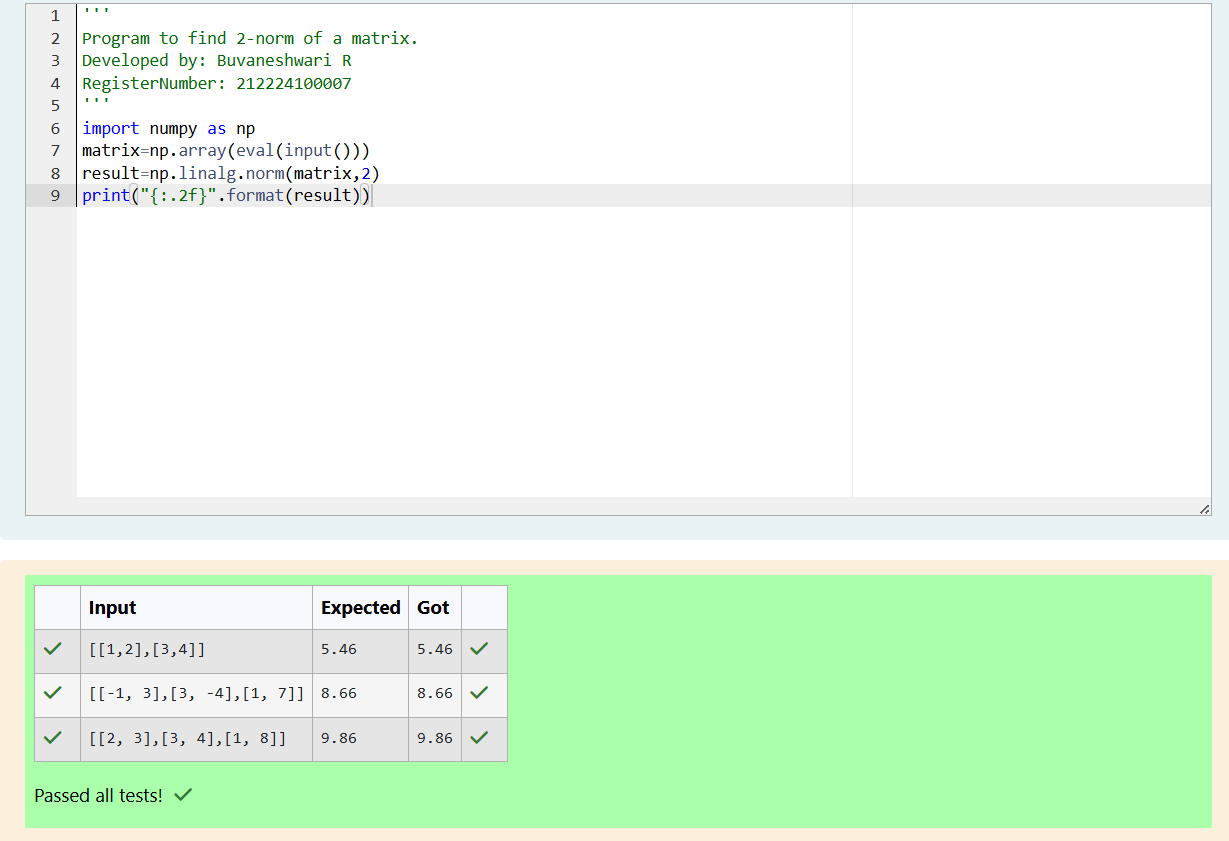 1 '''
2 Program to find 2-norm of a matrix.
3 Developed by: Buvaneshwari R
4 RegisterNumber: 212224100007
5 '''
6 import numpy as np
7 matrix=np.array(eval(input()))
8 result=np.linalg.norm(matrix,2)
9 print("{:.2f}".format(result))
Input Expected Got
[[1,2],[3,4]] 5.46 5.46
[[-1, 3],[3, -4],[1, 7]] 8.66 8.66
[[2, 3],[3, 4],[1, 8]] 9.86 9.86
Passed all tests!